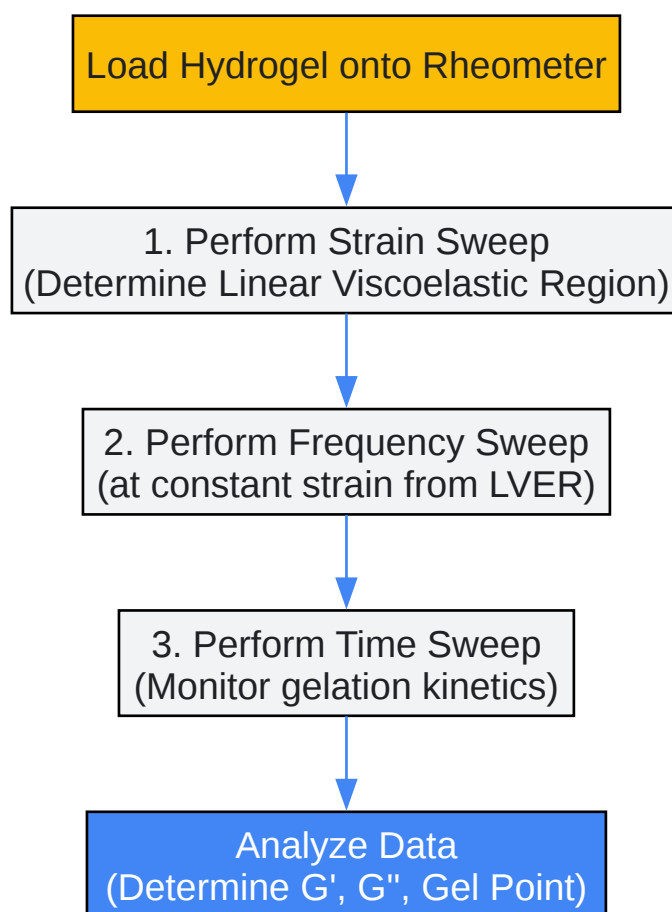 Load Hydrogel onto Rheometer
1. Perform Strain Sweep
(Determine Linear Viscoelastic Region)
2. Perform Frequency Sweep
(at constant strain from LVER)
3. Perform Time Sweep
(Monitor gelation kinetics)
Analyze Data
(Determine G', G'', Gel Point)